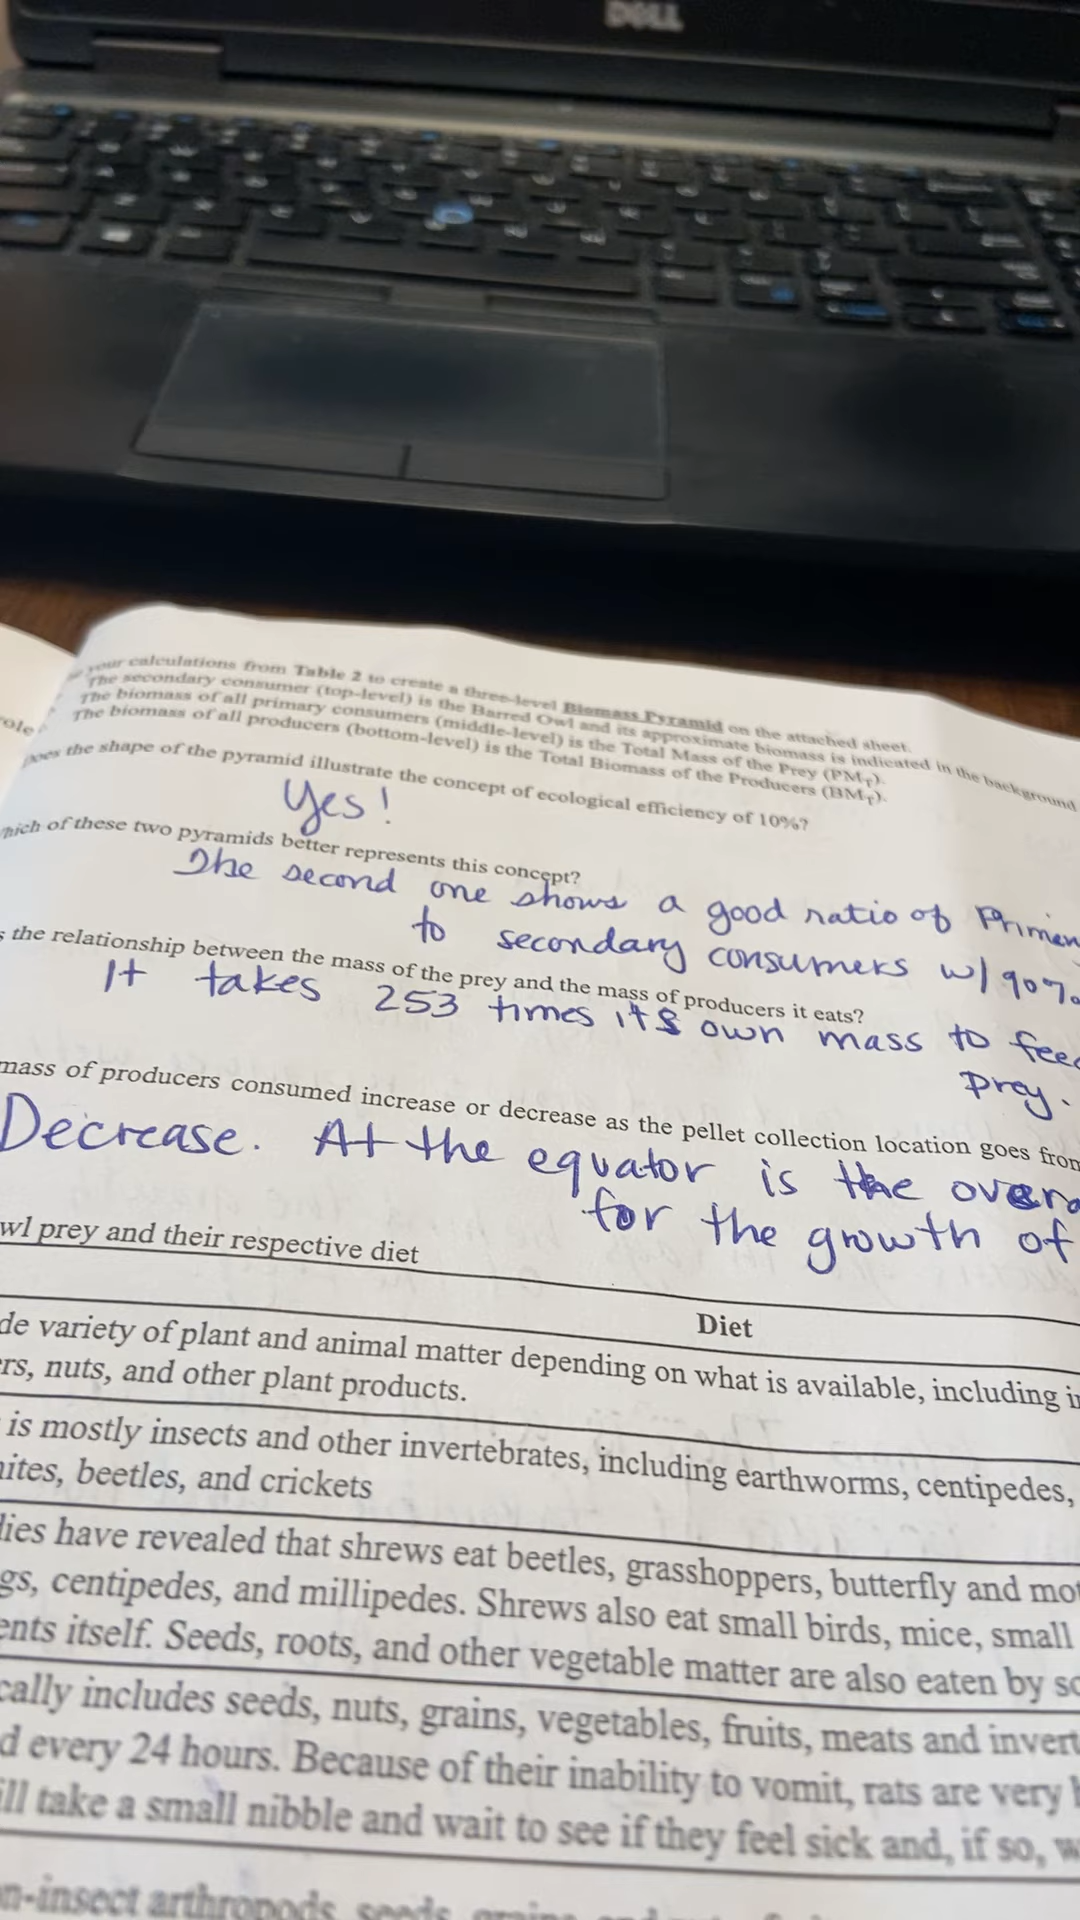 DELL
your calculations from Table 2 to create a three-level Biomass Pyramid on the attached sheet.
The secondary consumer (top-level) is the Barred Owl and its approximate biomass is indicated in the background
The biomass of all primary consumers (middle-level) is the Total Mass of the Prey (PMT).
The biomass of all producers (bottom-level) is the Total Biomass of the Producers (BMT).
the shape of the pyramid illustrate the concept of ecological efficiency of 10%?
Yes!
of these two pyramids better represents this concept?
The second one shows a good ratio of
to secondary consumers w/ 90%
the relationship between the mass of the prey and the mass of producers it eats?
It takes 253 times its own mass to
prey.
mass of producers consumed increase or decrease as the pellet collection location goes from
Decrease. At the equator is the
for the growth of
wl prey and their respective diet
Diet
de variety of plant and animal matter depending on what is available, including
rs, nuts, and other plant products.
is mostly insects and other invertebrates, including earthworms, centipedes,
ites, beetles, and crickets
dies have revealed that shrews eat beetles, grasshoppers, butterfly and
gs, centipedes, and millipedes. Shrews also eat small birds, mice, small
ents itself. Seeds, roots, and other vegetable matter are also eaten by
cally includes seeds, nuts, grains, vegetables, fruits, meats and invert
d every 24 hours. Because of their inability to vomit, rats are very
ill take a small nibble and wait to see if they feel sick and, if so,
n-insect arthropods, seeds,